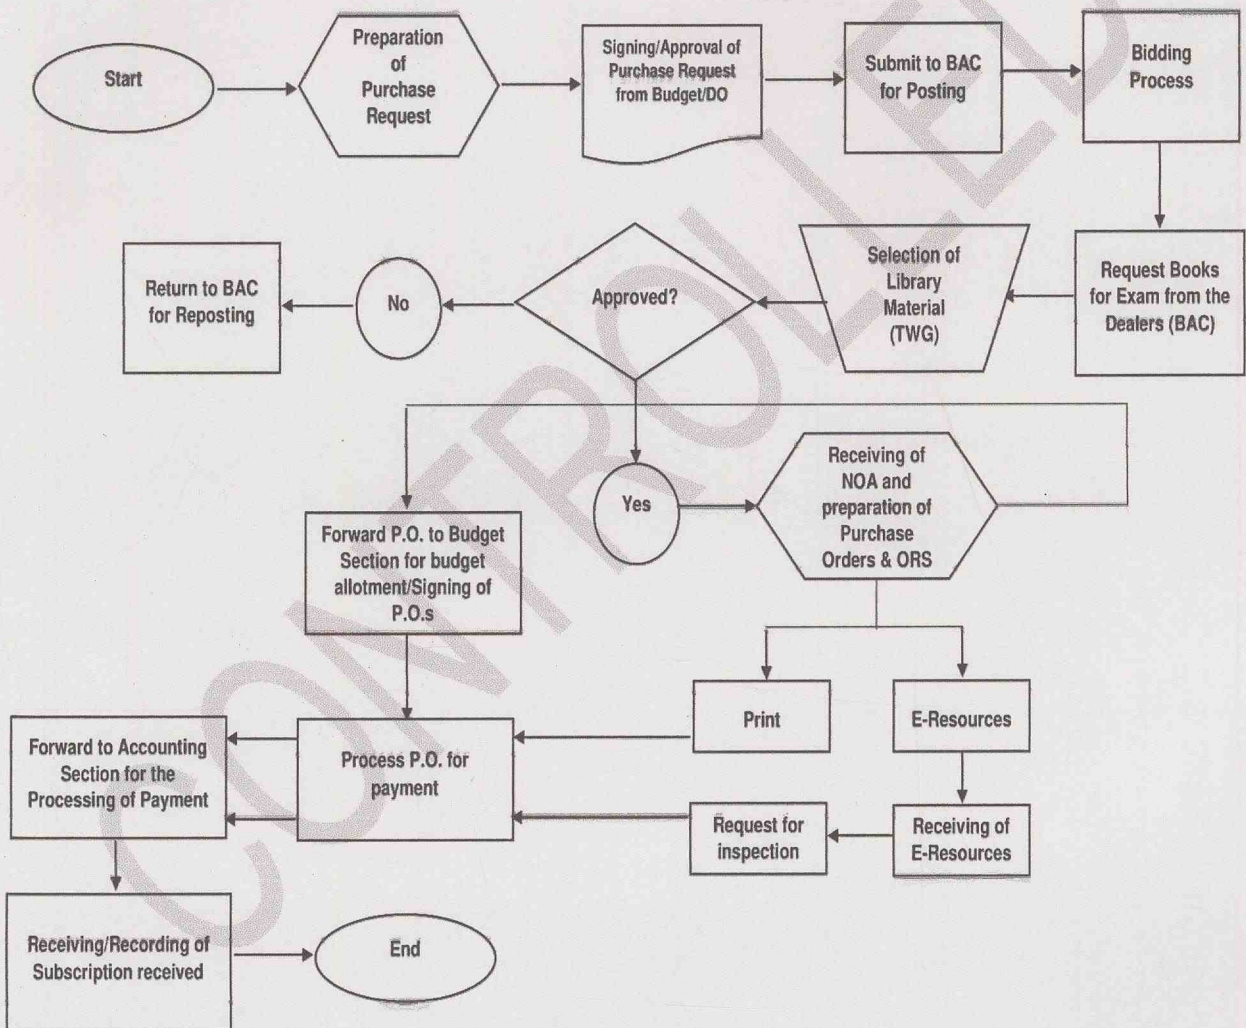 Start
Preparation
of
Purchase
Request
Signing/Approval of
Purchase Request
from Budget/DO
Submit to BAC
for Posting
Bidding
Process
Request Books
for Exam from the
Dealers (BAC)
Selection of
Library
Material
(TWG)
Approved?
No
Return to BAC
for Reposting
Yes
Receiving of
NOA and
preparation of
Purchase
Orders & ORS
Forward P.O. to Budget
Section for budget
allotment/Signing of
P.O.s
Print
E-Resources
Forward to Accounting
Section for the
Processing of Payment
Process P.O. for
payment
Request for
inspection
Receiving of
E-Resources
Receiving/Recording of
Subscription received
End
CONTROLLED